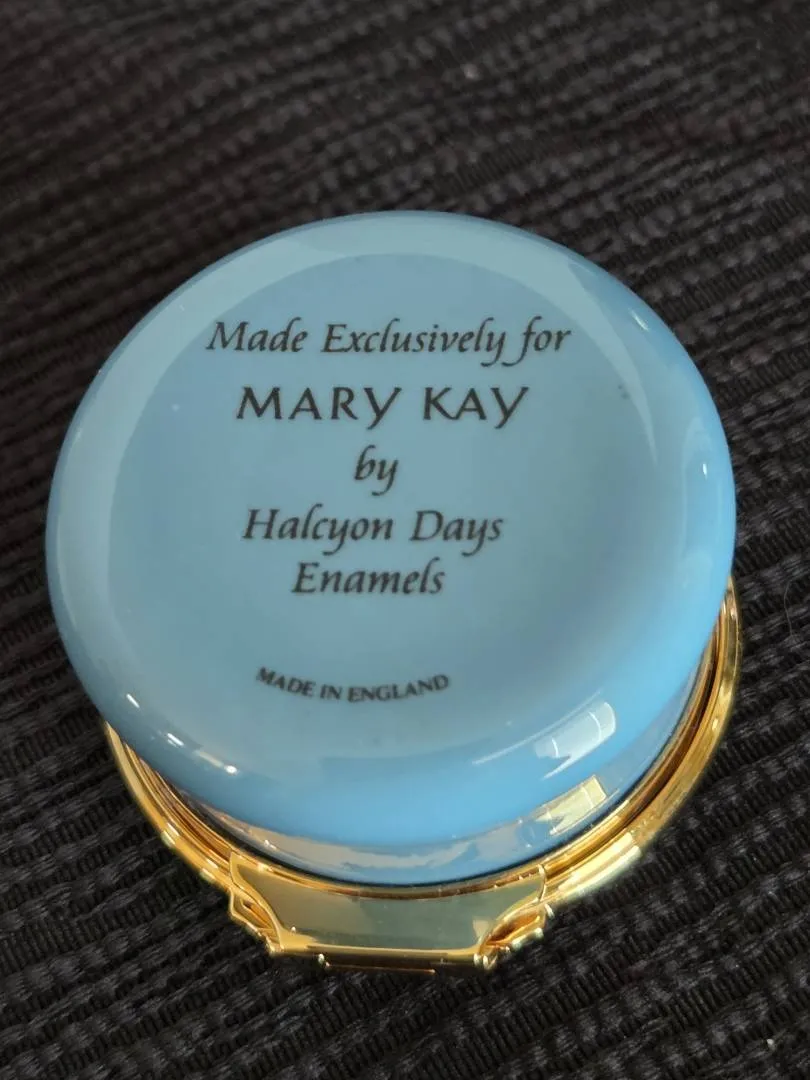 Made Exclusively for
MARY KAY
by
Halcyon Days
Enamels
MADE IN ENGLAND